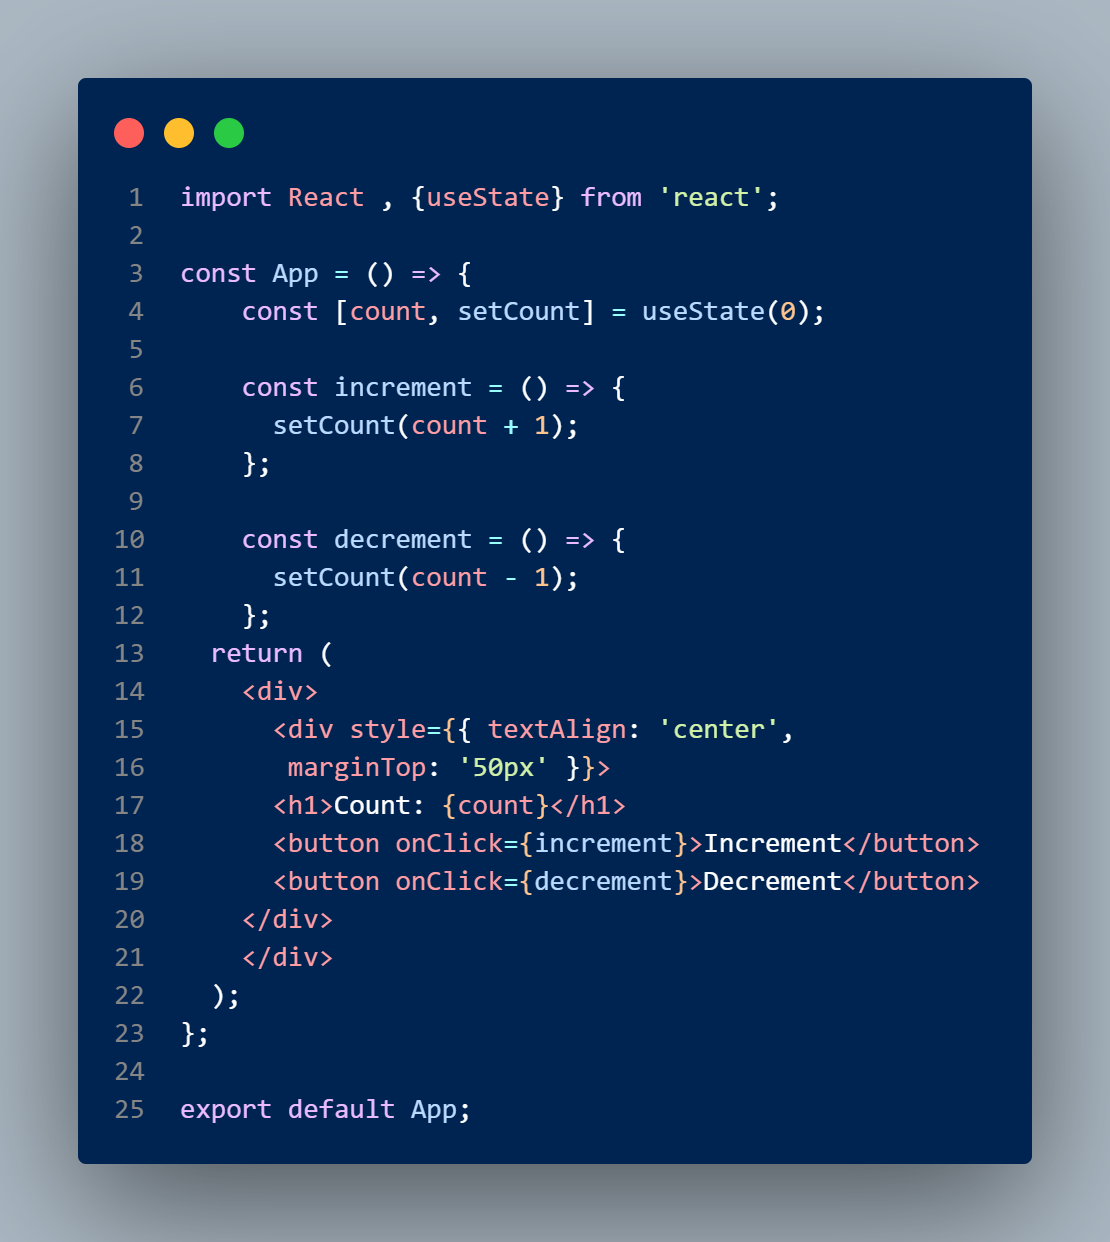 1 import React , {useState} from 'react';
2
3 const App = () => {
4     const [count, setCount] = useState(0);
5
6     const increment = () => {
7       setCount(count + 1);
8     };
9
10     const decrement = () => {
11       setCount(count - 1);
12     };
13   return (
14     <div>
15       <div style={{ textAlign: 'center',
16        marginTop: '50px' }}>
17       <h1>Count: {count}</h1>
18       <button onClick={increment}>Increment</button>
19       <button onClick={decrement}>Decrement</button>
20     </div>
21     </div>
22   );
23 };
24
25 export default App;